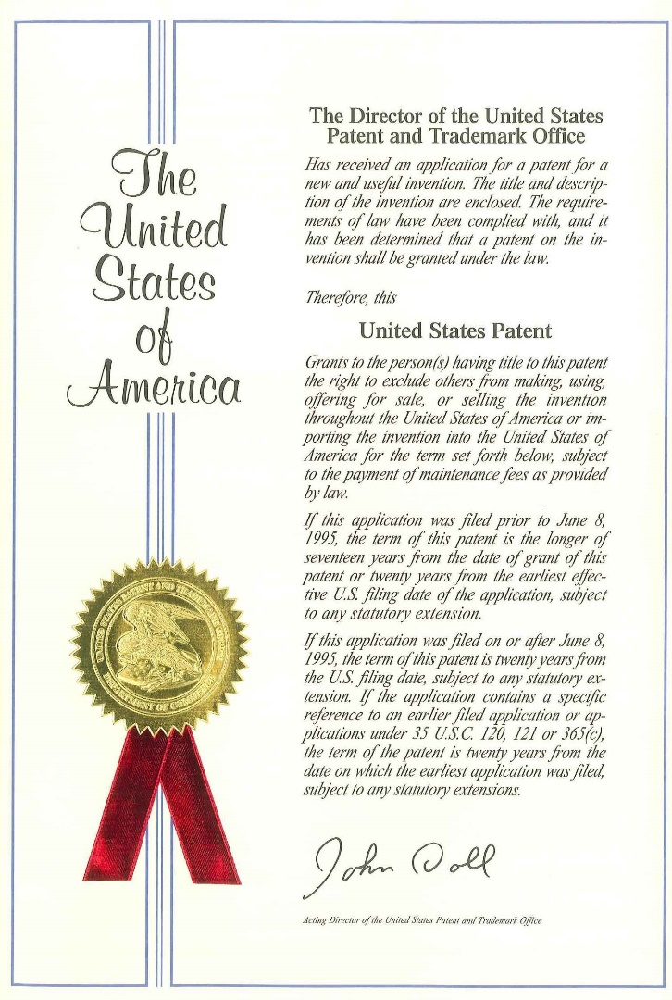 The
United
States
of
America
The Director of the United States
Patent and Trademark Office
Has received an application for a patent for a
new and useful invention. The title and descrip-
tion of the invention are enclosed. The require-
ments of law have been complied with, and it
has been determined that a patent on the in-
vention shall be granted under the law.
Therefore, this
United States Patent
Grants to the person(s) having title to this patent
the right to exclude others from making, using,
offering for sale, or selling the invention
throughout the United States of America or im-
porting the invention into the United States of
America for the term set forth below, subject
to the payment of maintenance fees as provided
by law.
If this application was filed prior to June 8,
1995, the term of this patent is the longer of
seventeen years from the date of grant of this
patent or twenty years from the earliest effec-
tive U.S. filing date of the application, subject
to any statutory extension.
If this application was filed on or after June 8,
1995, the term of this patent is twenty years from
the U.S. filing date, subject to any statutory ex-
tension. If the application contains a specific
reference to an earlier filed application or ap-
plications under 35 U.S.C. 120, 121 or 365(c),
the term of the patent is twenty years from the
date on which the earliest application was filed,
subject to any statutory extensions.
John Doll
Acting Director of the United States Patent and Trademark Office
UNITED STATES PATENT AND TRADEMARK OFFICE
DEPARTMENT OF COMMERCE